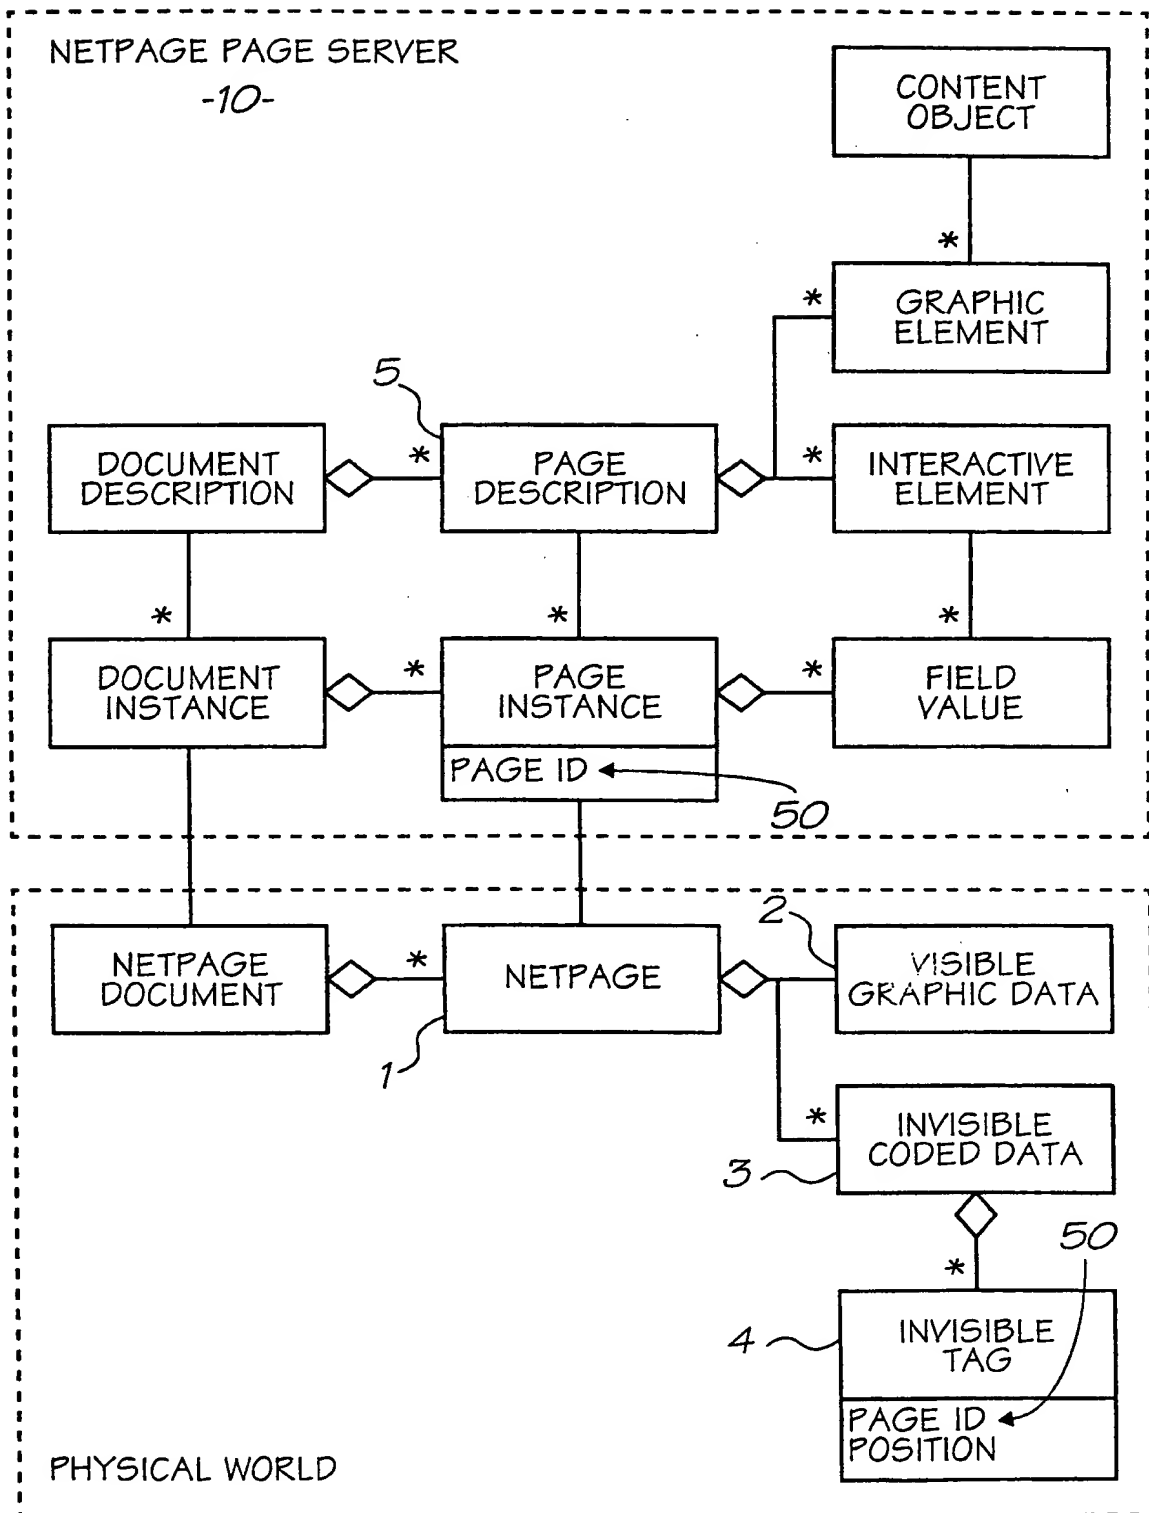 NETPAGE PAGE SERVER
-10-
CONTENT
OBJECT
*
*
GRAPHIC
ELEMENT
5
DOCUMENT
DESCRIPTION
*
PAGE
DESCRIPTION
*
INTERACTIVE
ELEMENT
*
*
*
DOCUMENT
INSTANCE
*
PAGE
INSTANCE
*
FIELD
VALUE
PAGE ID
50
NETPAGE
DOCUMENT
*
NETPAGE
1
2
VISIBLE
GRAPHIC DATA
*
INVISIBLE
CODED DATA
3
50
*
4
INVISIBLE
TAG
PAGE ID
POSITION
PHYSICAL WORLD